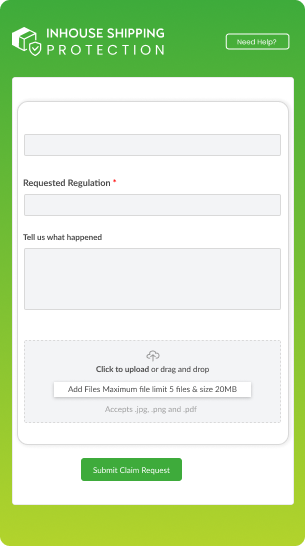 INHOUSE SHIPPING
PROTECTION
Need Help?
Requested Regulation *
Tell us what happened
Click to upload or drag and drop
Add Files Maximum file limit 5 files & size 20MB
Accepts .jpg, .png and .pdf
Submit Claim Request